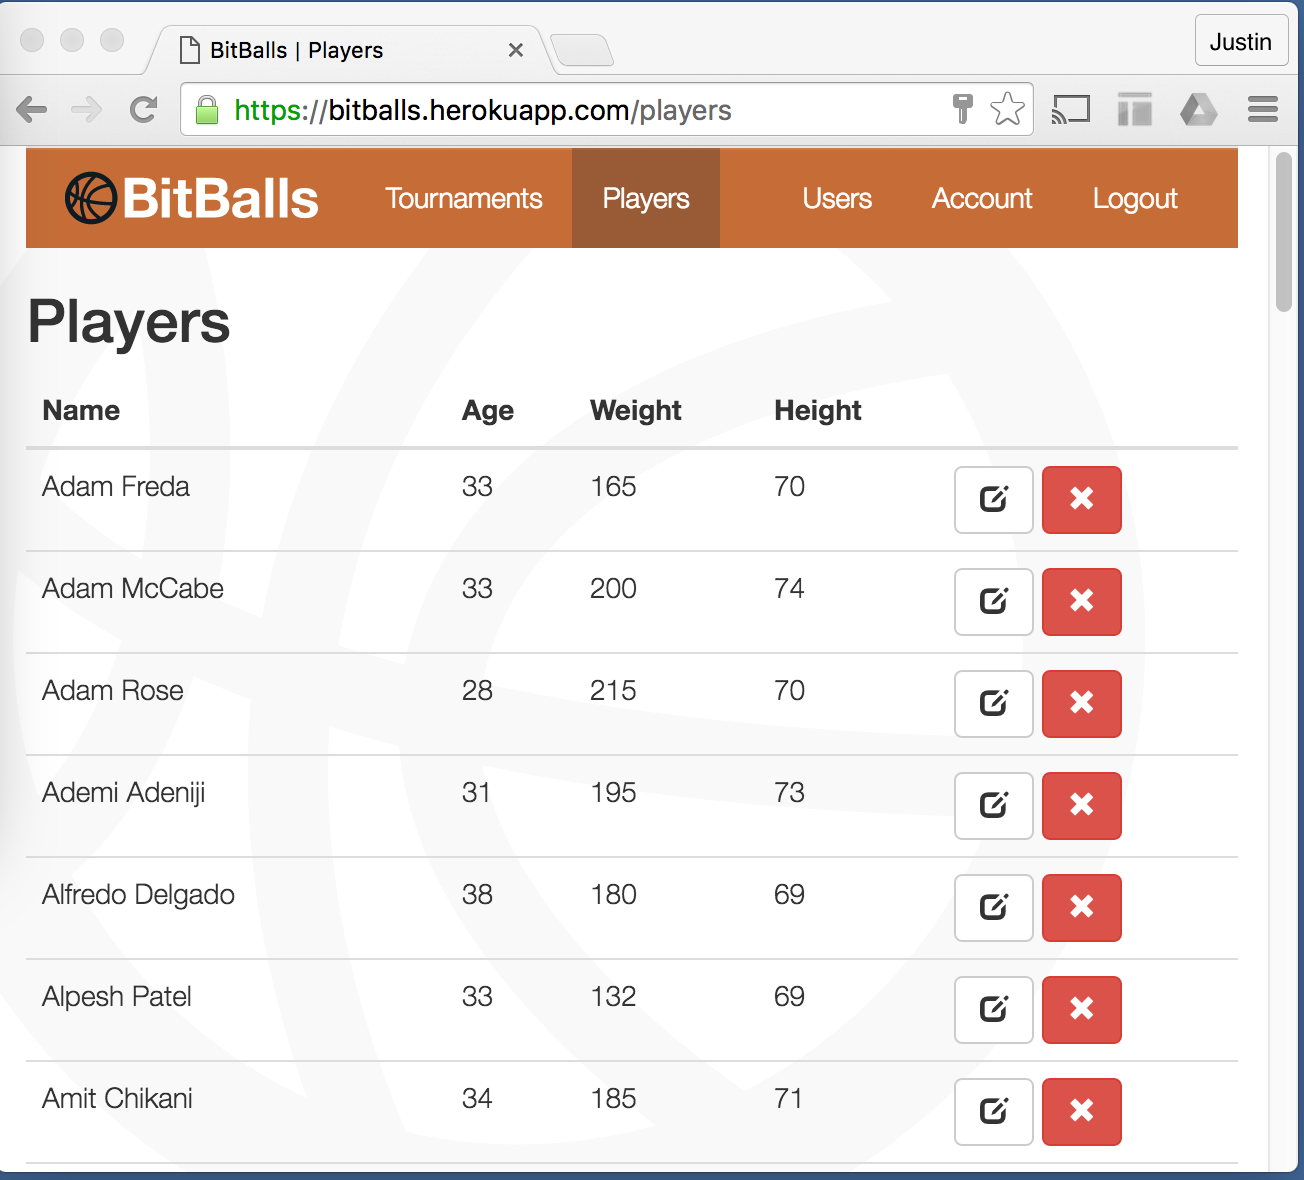 BitBalls | Players
Justin
https://bitballs.herokuapp.com/players
BitBalls Tournaments Players Users Account Logout
Players
Name Age Weight Height
Adam Freda 33 165 70
Adam McCabe 33 200 74
Adam Rose 28 215 70
Ademi Adeniji 31 195 73
Alfredo Delgado 38 180 69
Alpesh Patel 33 132 69
Amit Chikani 34 185 71